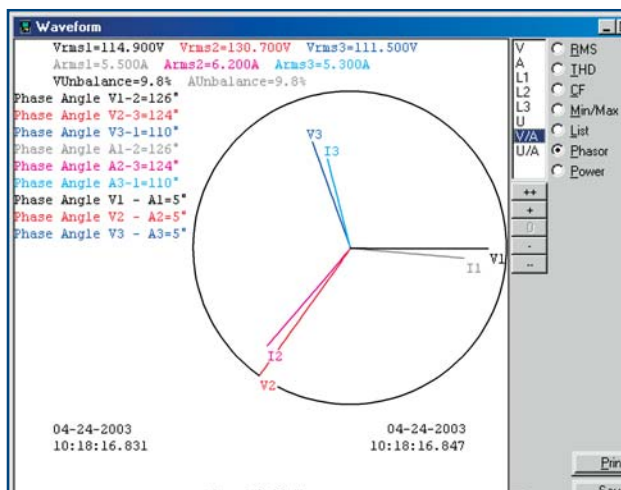 Waveform
Vrms1=114.900V Vrms2=130.700V Vrms3=111.500V
Arms1=5.500A Arms2=6.200A Arms3=5.300A
VUnbalance=9.8% AUnbalance=9.8%
Phase Angle V1-2=126°
Phase Angle V2-3=124°
Phase Angle V3-1=110°
Phase Angle A1-2=126°
Phase Angle A2-3=124°
Phase Angle A3-1=110°
Phase Angle V1 - A1=5°
Phase Angle V2 - A2=5°
Phase Angle V3 - A3=5°
V3
I3
V1
I1
I2
V2
04-24-2003
10:18:16.831
04-24-2003
10:18:16.847
V
A
L1
L2
L3
U
V/A
U/A
++
+
0
-
--
RMS
THD
CF
Min/Max
List
Phasor
Power
Prin